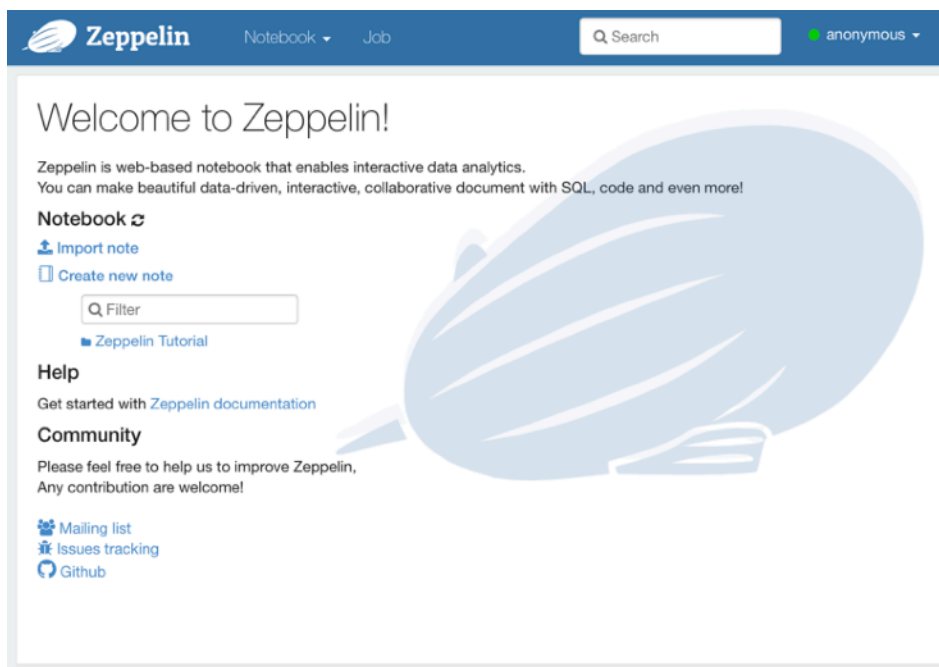 Zeppelin Notebook Job Search anonymous
Welcome to Zeppelin!
Zeppelin is web-based notebook that enables interactive data analytics.
You can make beautiful data-driven, interactive, collaborative document with SQL, code and even more!
Notebook
Import note
Create new note
Filter
Zeppelin Tutorial
Help
Get started with Zeppelin documentation
Community
Please feel free to help us to improve Zeppelin,
Any contribution are welcome!
Mailing list
Issues tracking
Github